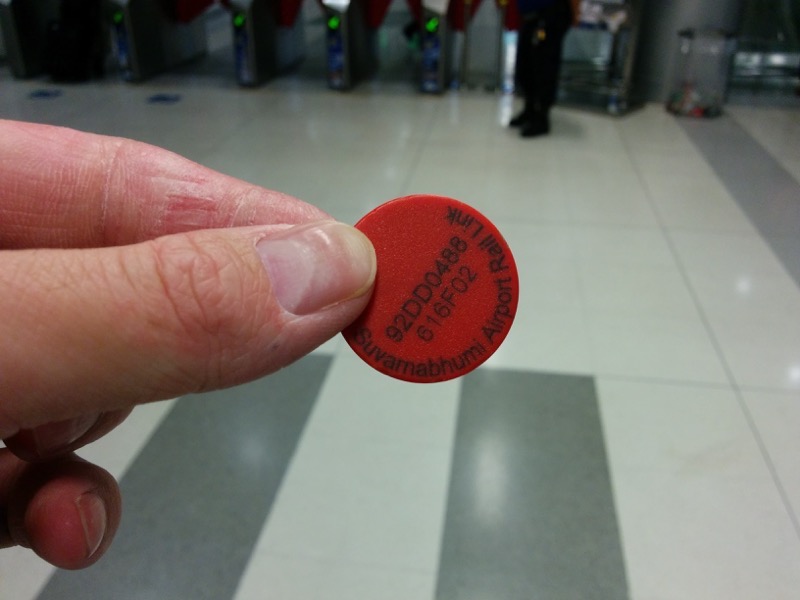 92DD0488
616F02
Suvarnabhumi Airport Rail Link